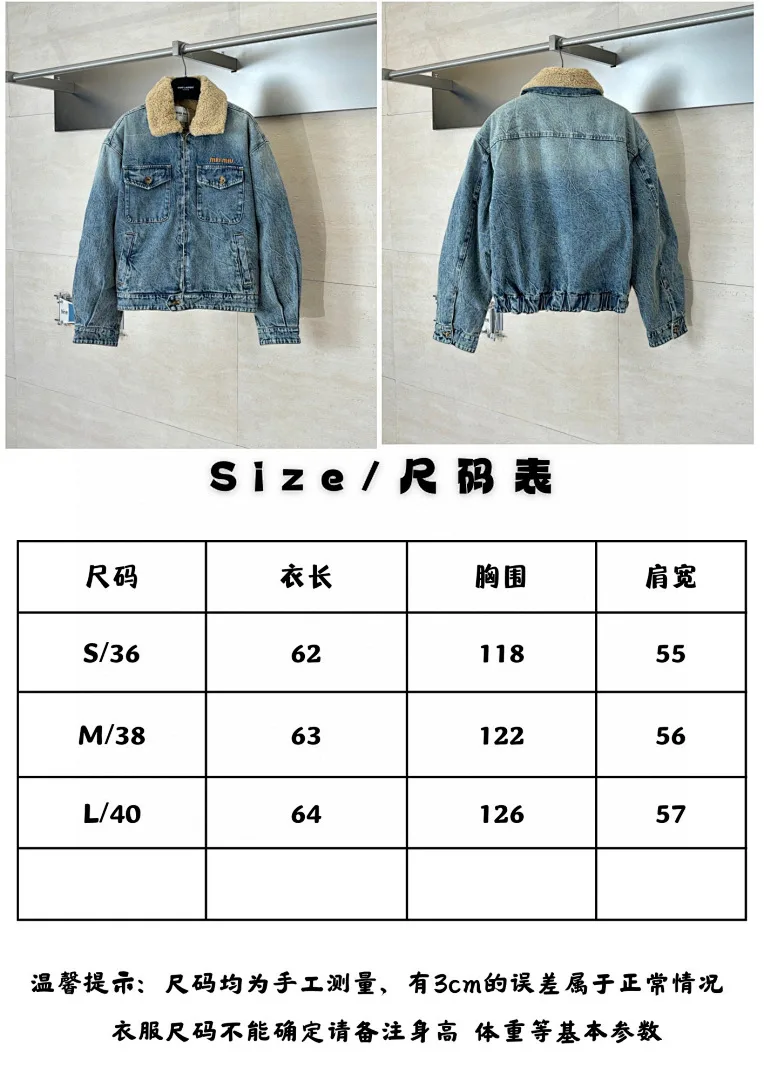 miu miu
Size/尺码表
尺码 衣长 胸围 肩宽
S/36 62 118 55
M/38 63 122 56
L/40 64 126 57
温馨提示：尺码均为手工测量，有3cm的误差属于正常情况
衣服尺码不能确定请备注身高 体重等基本参数